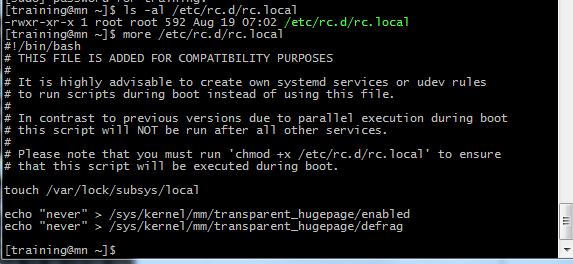 [training@mn ~]$ ls -al /etc/rc.d/rc.local
-rwxr-xr-x 1 root root 592 Aug 19 07:02 /etc/rc.d/rc.local
[training@mn ~]$ more /etc/rc.d/rc.local
#!/bin/bash
# THIS FILE IS ADDED FOR COMPATIBILITY PURPOSES
#
# It is highly advisable to create own systemd services or udev rules
# to run scripts during boot instead of using this file.
#
# In contrast to previous versions due to parallel execution during boot
# this script will NOT be run after all other services.
#
# Please note that you must run 'chmod +x /etc/rc.d/rc.local' to ensure
# that this script will be executed during boot.
touch /var/lock/subsys/local
echo "never" > /sys/kernel/mm/transparent_hugepage/enabled
echo "never" > /sys/kernel/mm/transparent_hugepage/defrag
[training@mn ~]$